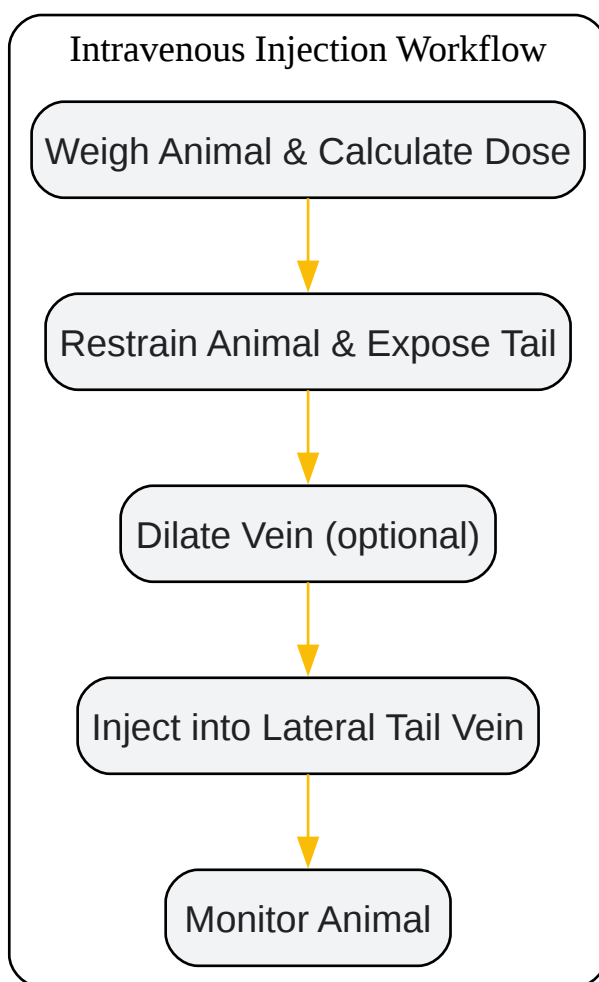 Intravenous Injection Workflow
Weigh Animal & Calculate Dose
Restrain Animal & Expose Tail
Dilate Vein (optional)
Inject into Lateral Tail Vein
Monitor Animal